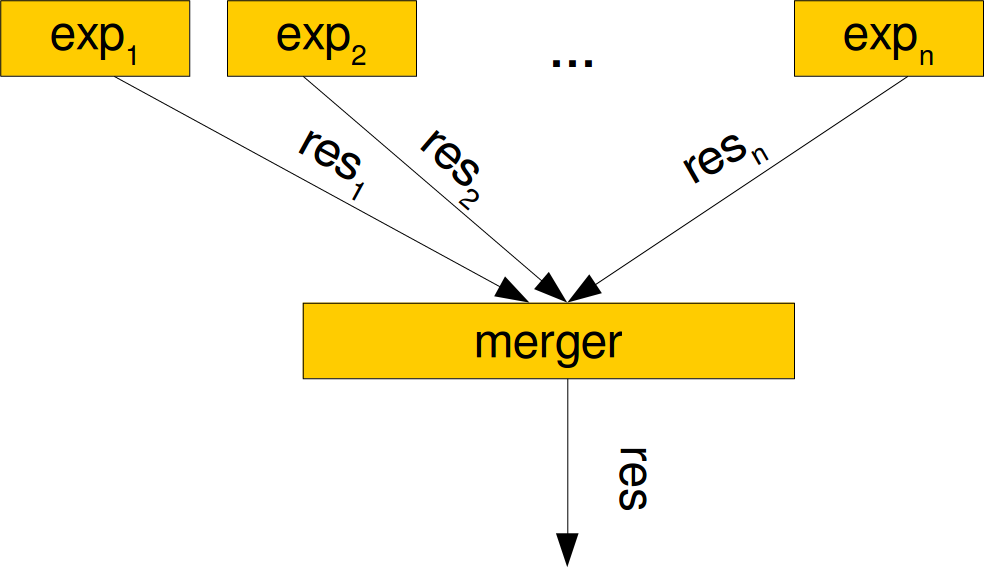 exp₁ exp₂ ... expₙ
res₁ res₂ resₙ
merger
res